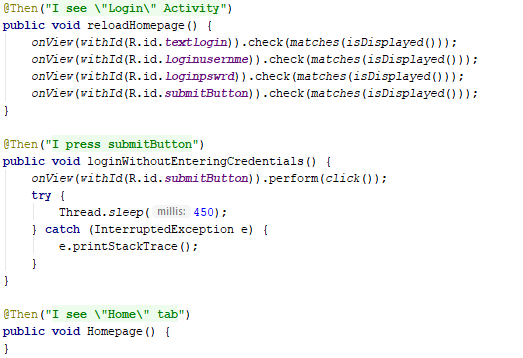 @Then("I see \"Login\" Activity")
public void reloadHomepage() {
onView(withId(R.id.textlogin)).check(matches(isDisplayed()));
onView(withId(R.id.loginusernme)).check(matches(isDisplayed()));
onView(withId(R.id.loginpswrd)).check(matches(isDisplayed()));
onView(withId(R.id.submitButton)).check(matches(isDisplayed()));
}
@Then("I press submitButton")
public void loginWithoutEnteringCredentials() {
onView(withId(R.id.submitButton)).perform(click());
try {
Thread.sleep( millis: 450);
} catch (InterruptedException e) {
e.printStackTrace();
}
}
@Then("I see \"Home\" tab")
public void Homepage() {
}